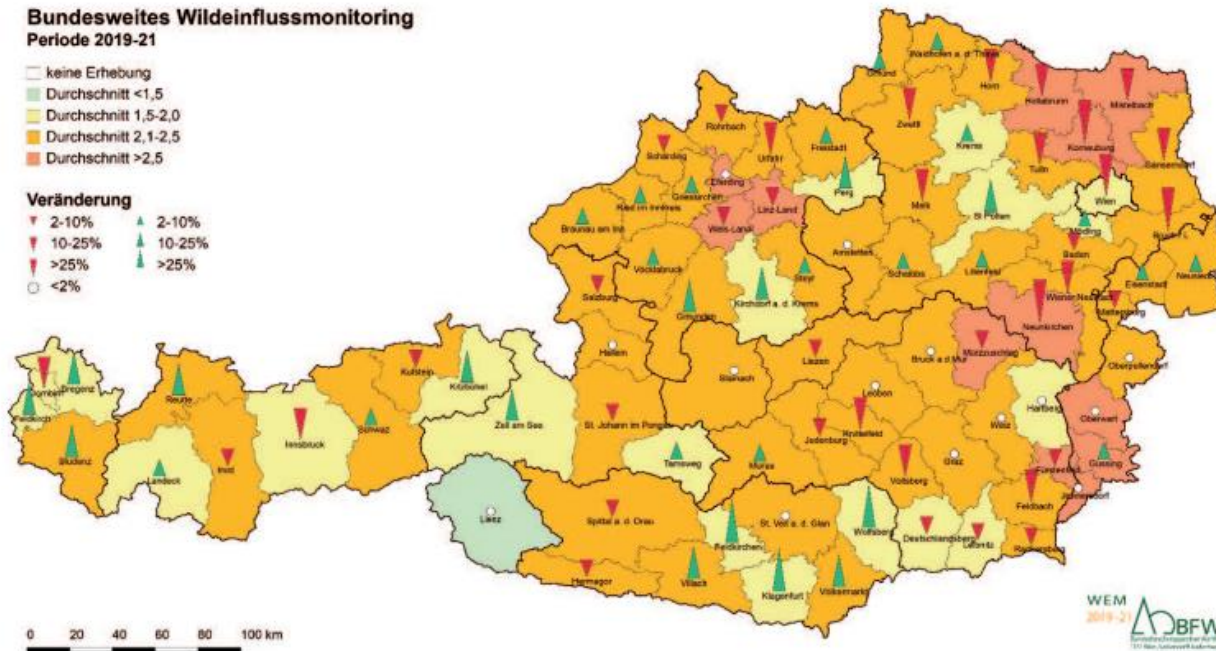 Bundesweites Wildeinflussmonitoring
Periode 2019-21
keine Erhebung
Durchschnitt <1,5
Durchschnitt 1,5-2,0
Durchschnitt 2,1-2,5
Durchschnitt >2,5
Veränderung
2-10% 2-10%
10-25% 10-25%
>25% >25%
<2%
Waidhofen a. d. Thaya
Gmünd
Horn
Hollabrunn
Mistelbach
Zwettl
Rohrbach
Korneuburg
Krems
Schärding
Urfahr
Freistadt
Gänserndorf
Tulln
Eferding
Perg
Grieskirchen
Wien
Ried im Innkreis
Melk
Linz-Land
St.Pölten
Wels-Land
Braunau am Inn
Mödling
Amstetten
Baden
Vöcklabruck
Steyr
Scheibbs
Lilienfeld
Eisenstadt
Salzburg
Kirchdorf a. d. Krems
Wiener Neustadt
Gmunden
Mattersburg
Neunkirchen
Hallein
Liezen
Bruck a.d.Mur
Mürzzuschlag
Dornbirn
Kufstein
Oberpullendorf
Bregenz
Stainach
Kitzbühel
Reutte
Leoben
Feldkirch
Hartberg
Zell am See
St. Johann im Pongau
Schwaz
Oberwart
Innsbruck
Judenburg
Knittelfeld
Weiz
Bludenz
Graz
Imst
Tamsweg
Murau
Güssing
Landeck
Voitsberg
Fürstenfeld
Jennersdorf
Feldbach
Lienz
Spittal a. d. Drau
St. Veit a. d. Glan
Wolfsberg
Deutschlandsberg
Leibnitz
Feldkirchen
Radkersburg
Hermagor
Villach
Klagenfurt
Völkermarkt
0 20 40 60 80 100 km
WEM
2019-21
BFW